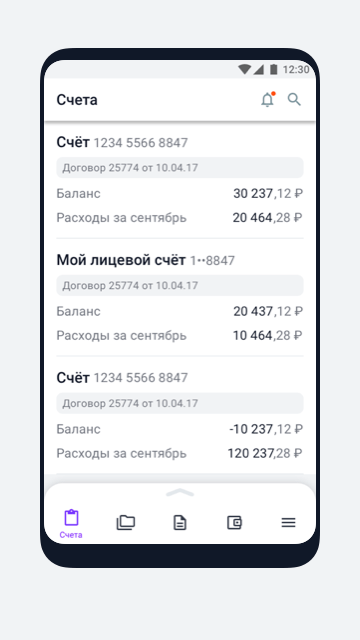 12:30
Счета
Счёт 1234 5566 8847
Договор 25774 от 10.04.17
Баланс 30 237,12 ₽
Расходы за сентябрь 20 464,28 ₽
Мой лицевой счёт 1••8847
Договор 25774 от 10.04.17
Баланс 20 437,12 ₽
Расходы за сентябрь 10 464,28 ₽
Счёт 1234 5566 8847
Договор 25774 от 10.04.17
Баланс -10 237,12 ₽
Расходы за сентябрь 120 237,28 ₽
Счета